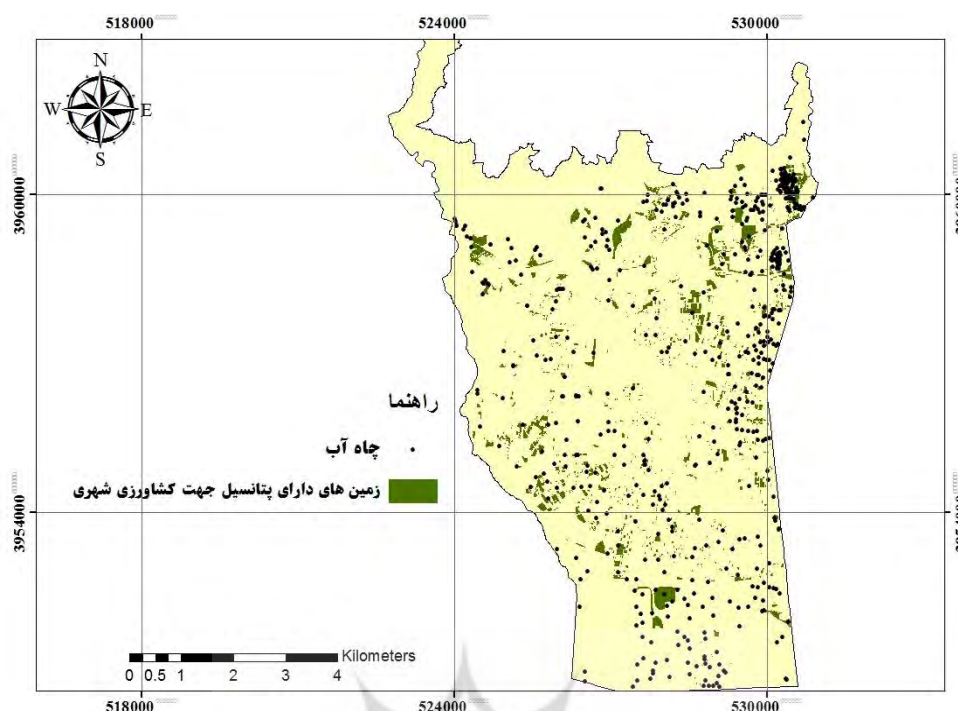 518000 524000 530000
N
W E
S
3960000
راهنما
چاه آب
زمین های دارای پتانسیل جهت کشاورزی شهری
3954000 3954000
Kilometers
0 0.5 1 2 3 4
518000 524000 530000